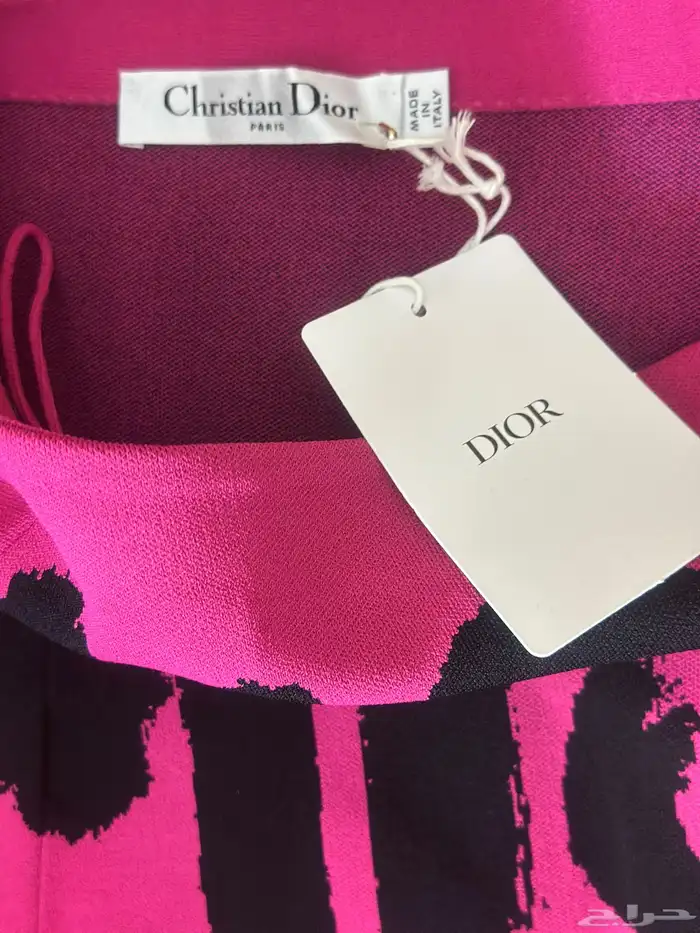 Christian Dior
PARIS
MADE
IN
ITALY
DIOR
حراج